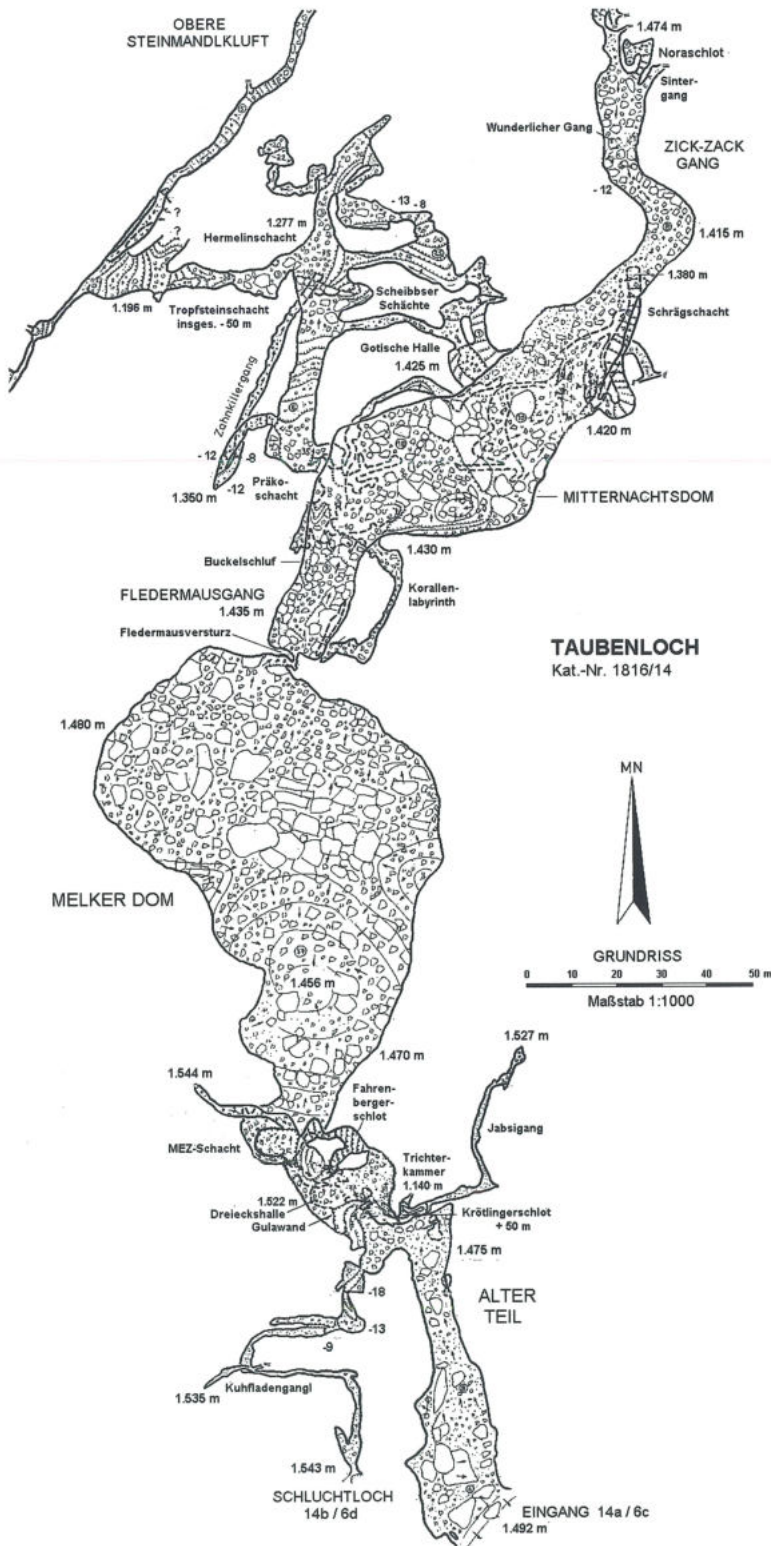 OBERE
STEINMANDLKLUFT
1.474 m
Noraschlot
Sinter-
gang
Wunderlicher Gang
ZICK-ZACK
GANG
- 12
- 13
- 8
1.277 m
Hermelinschacht
1.415 m
?
?
1.380 m
Scheibbser
Schächte
1.196 m
Tropfsteinschacht
insges. - 50 m
Schrägschacht
Gotische Halle
1.425 m
Zahnkillergang
1.420 m
- 12
- 8
-12
1.350 m
Präko-
schacht
MITTERNACHTSDOM
1.430 m
Buckelschluf
FLEDERMAUSGANG
1.435 m
Korallen-
labyrinth
Fledermausversturz
TAUBENLOCH
Kat.-Nr. 1816/14
1.480 m
MN
MELKER DOM
GRUNDRISS
0 10 20 30 40 50 m
Maßstab 1:1000
1.456 m
1.470 m
1.527 m
1.544 m
Fahren-
berger-
schlot
MEZ-Schacht
Jabsigang
Trichter-
kammer
1.140 m
1.522 m
Dreieckshalle
Gulawand
Krötlingerschlot
+ 50 m
1.475 m
-18
ALTER
TEIL
-13
-9
1.535 m
Kuhfladengangl
1.543 m
SCHLUCHTLOCH
14b / 6d
EINGANG 14a / 6c
1.492 m